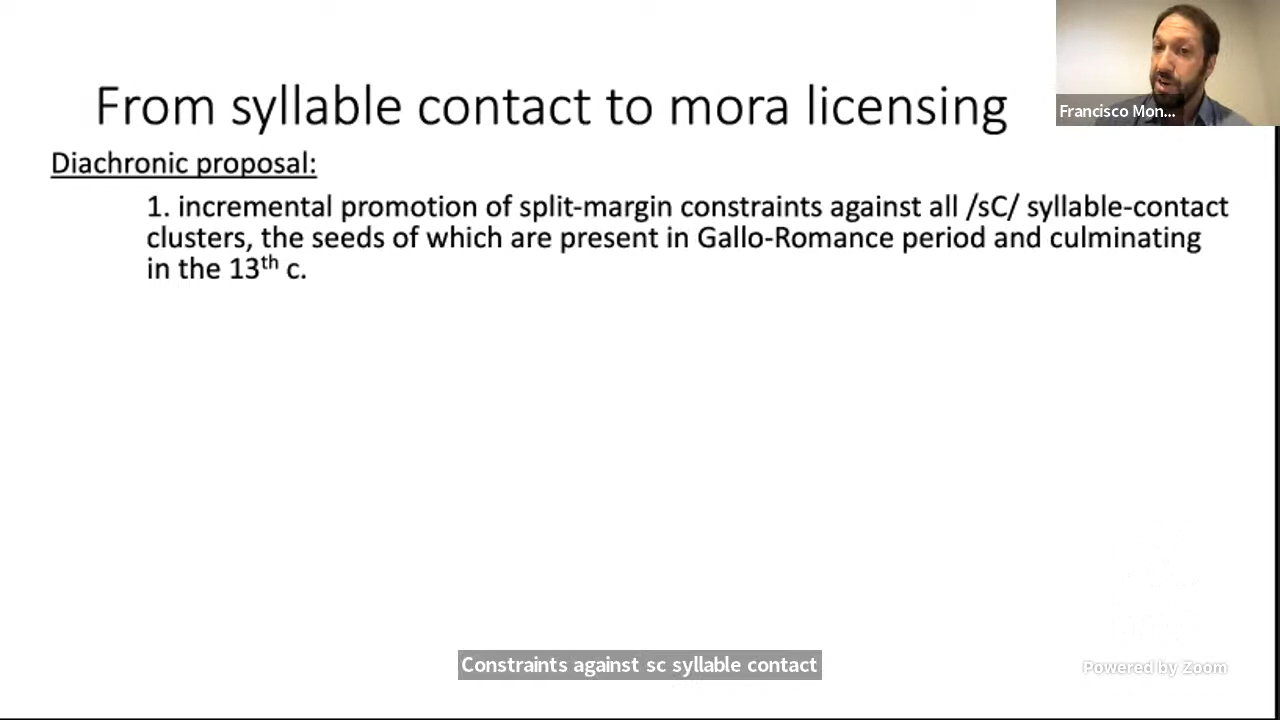 From syllable contact to mora licensing
Francisco Mon...
Diachronic proposal:
1. incremental promotion of split-margin constraints against all /sC/ syllable-contact
clusters, the seeds of which are present in Gallo-Romance period and culminating
in the 13th c.
Constraints against sc syllable contact
Powered by Zoom